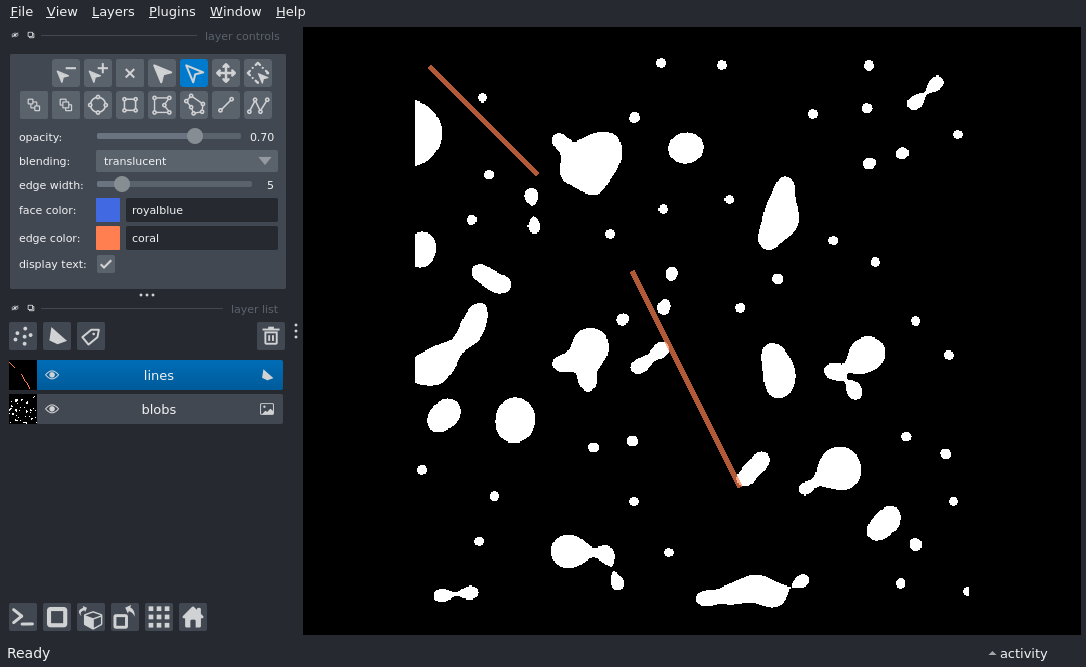 File View Layers Plugins Window Help
layer controls
opacity: 0.70
blending: translucent
edge width: 5
face color: royalblue
edge color: coral
display text:
layer list
lines
blobs
Ready activity